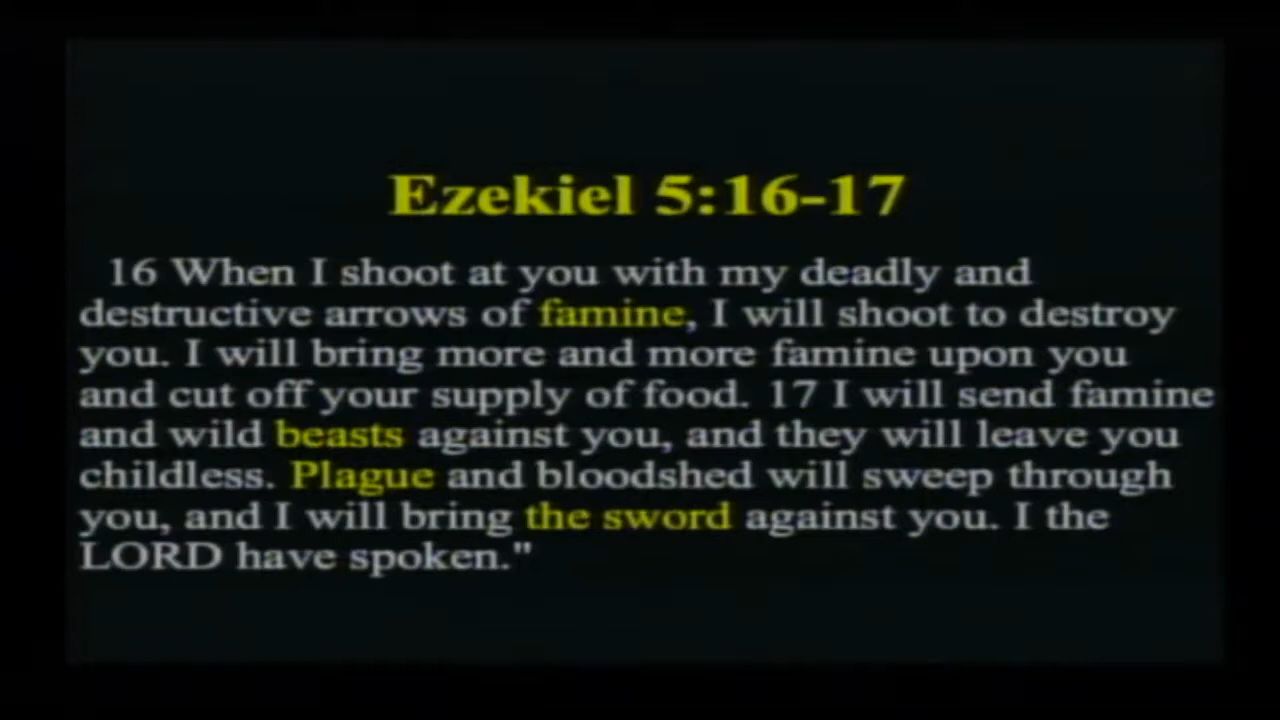 Ezekiel 5:16-17
16 When I shoot at you with my deadly and
destructive arrows of famine, I will shoot to destroy
you. I will bring more and more famine upon you
and cut off your supply of food. 17 I will send famine
and wild beasts against you, and they will leave you
childless. Plague and bloodshed will sweep through
you, and I will bring the sword against you. I the
LORD have spoken."